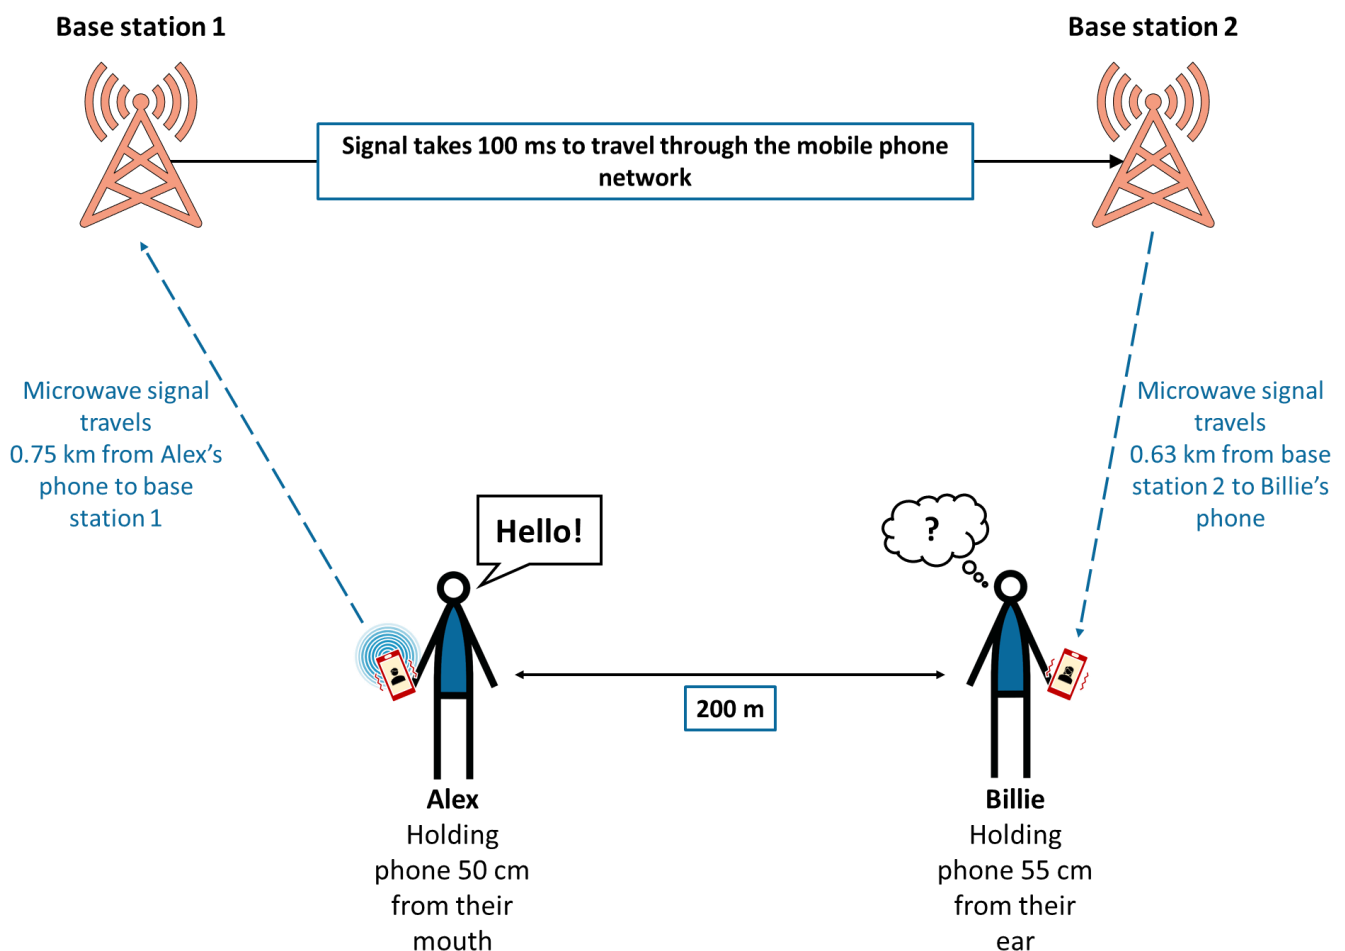 Base station 1
Base station 2
Signal takes 100 ms to travel through the mobile phone
network
Microwave signal
travels
0.75 km from Alex's
phone to base
station 1
Microwave signal
travels
0.63 km from base
station 2 to Billie's
phone
Hello!
?
200 m
Alex
Holding
phone 50 cm
from their
mouth
Billie
Holding
phone 55 cm
from their
ear